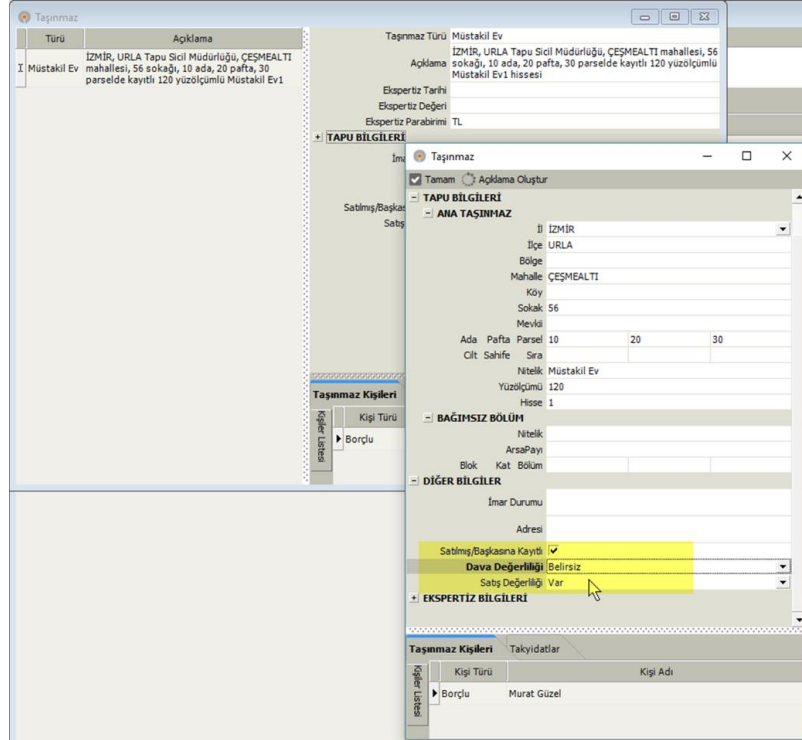 Taşınmaz
Türü Açıklama
I Müstakil Ev İZMİR, URLA Tapu Sicil Müdürlüğü, ÇEŞMEALTI
mahallesi, 56 sokağı, 10 ada, 20 pafta, 30
parselde kayıtlı 120 yüzölçümlü Müstakil Ev1
Taşınmaz Türü Müstakil Ev
Açıklama İZMİR, URLA Tapu Sicil Müdürlüğü, ÇEŞMEALTI mahallesi, 56
sokağı, 10 ada, 20 pafta, 30 parselde kayıtlı 120 yüzölçümlü
Müstakil Ev1 hissesi
Ekspertiz Tarihi
Ekspertiz Değeri
Ekspertiz Parabirimi TL
TAPU BİLGİLERİ
İma
Satılmış/Başkas
Satış
Taşınmaz Kişileri
Kişiler Listesi
Kişi Türü
Borçlu
Taşınmaz
Tamam Açıklama Oluştur
TAPU BİLGİLERİ
ANA TAŞINMAZ
İl İZMİR
İlçe URLA
Bölge
Mahalle ÇEŞMEALTI
Köy
Sokak 56
Mevkii
Ada Pafta Parsel 10 20 30
Cilt Sahife Sıra
Nitelik Müstakil Ev
Yüzölçümü 120
Hisse 1
BAĞIMSIZ BÖLÜM
Nitelik
ArsaPayı
Blok Kat Bölüm
DİĞER BİLGİLER
İmar Durumu
Adresi
Satılmış/Başkasına Kayıtlı
Dava Değerliliği Belirsiz
Satış Değerliliği Var
EKSPERTİZ BİLGİLERİ
Taşınmaz Kişileri Takyidatlar
Kişiler Listesi
Kişi Türü Kişi Adı
Borçlu Murat Güzel